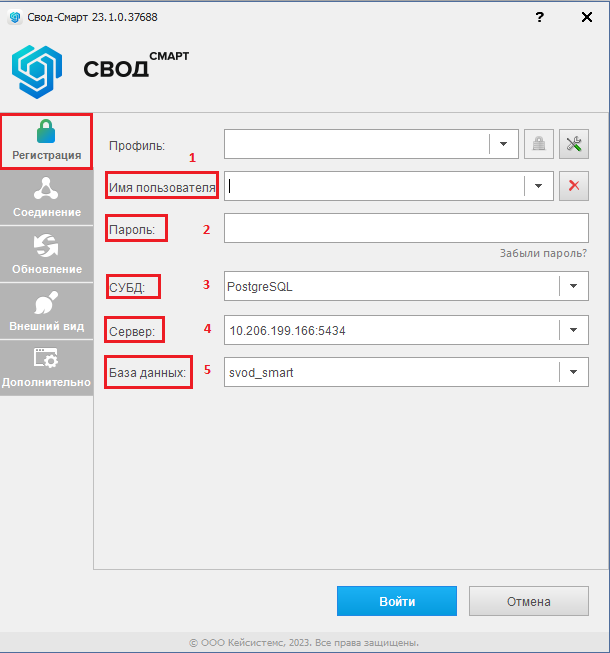 Свод-Смарт 23.1.0.37688
?
СВОД СМАРТ
Регистрация
Соединение
Обновление
Внешний вид
Дополнительно
Профиль:
1
Имя пользователя
Пароль:
2
Забыли пароль?
СУБД:
3
PostgreSQL
Сервер:
4
10.206.199.166:5434
База данных:
5
svod_smart
Войти
Отмена
© ООО Кейсистемс, 2023. Все права защищены.